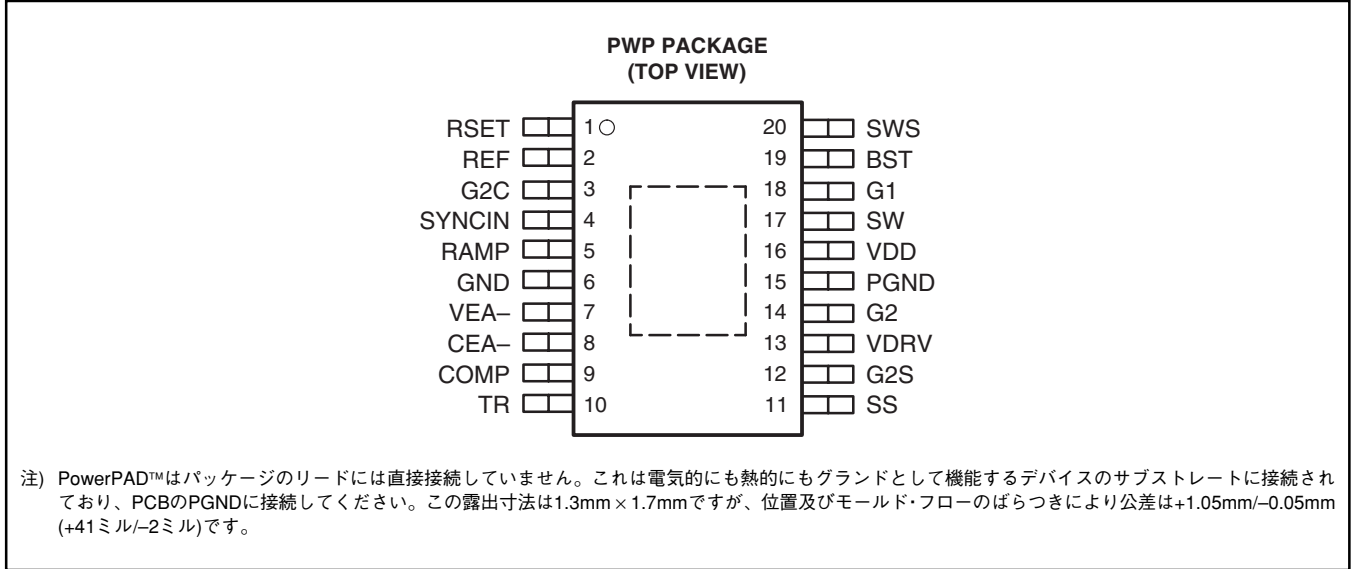 PWP PACKAGE
(TOP VIEW)
RSET 1 20 SWS
REF 2 19 BST
G2C 3 18 G1
SYNCIN 4 17 SW
RAMP 5 16 VDD
GND 6 15 PGND
VEA– 7 14 G2
CEA– 8 13 VDRV
COMP 9 12 G2S
TR 10 11 SS
注) PowerPAD™はパッケージのリードには直接接続していません。これは電気的にも熱的にもグランドとして機能するデバイスのサブストレートに接続され
ており、PCBのPGNDに接続してください。この露出寸法は1.3mm×1.7mmですが、位置及びモールド・フローのばらつきにより公差は+1.05mm/–0.05mm
(+41ミル/–2ミル)です。